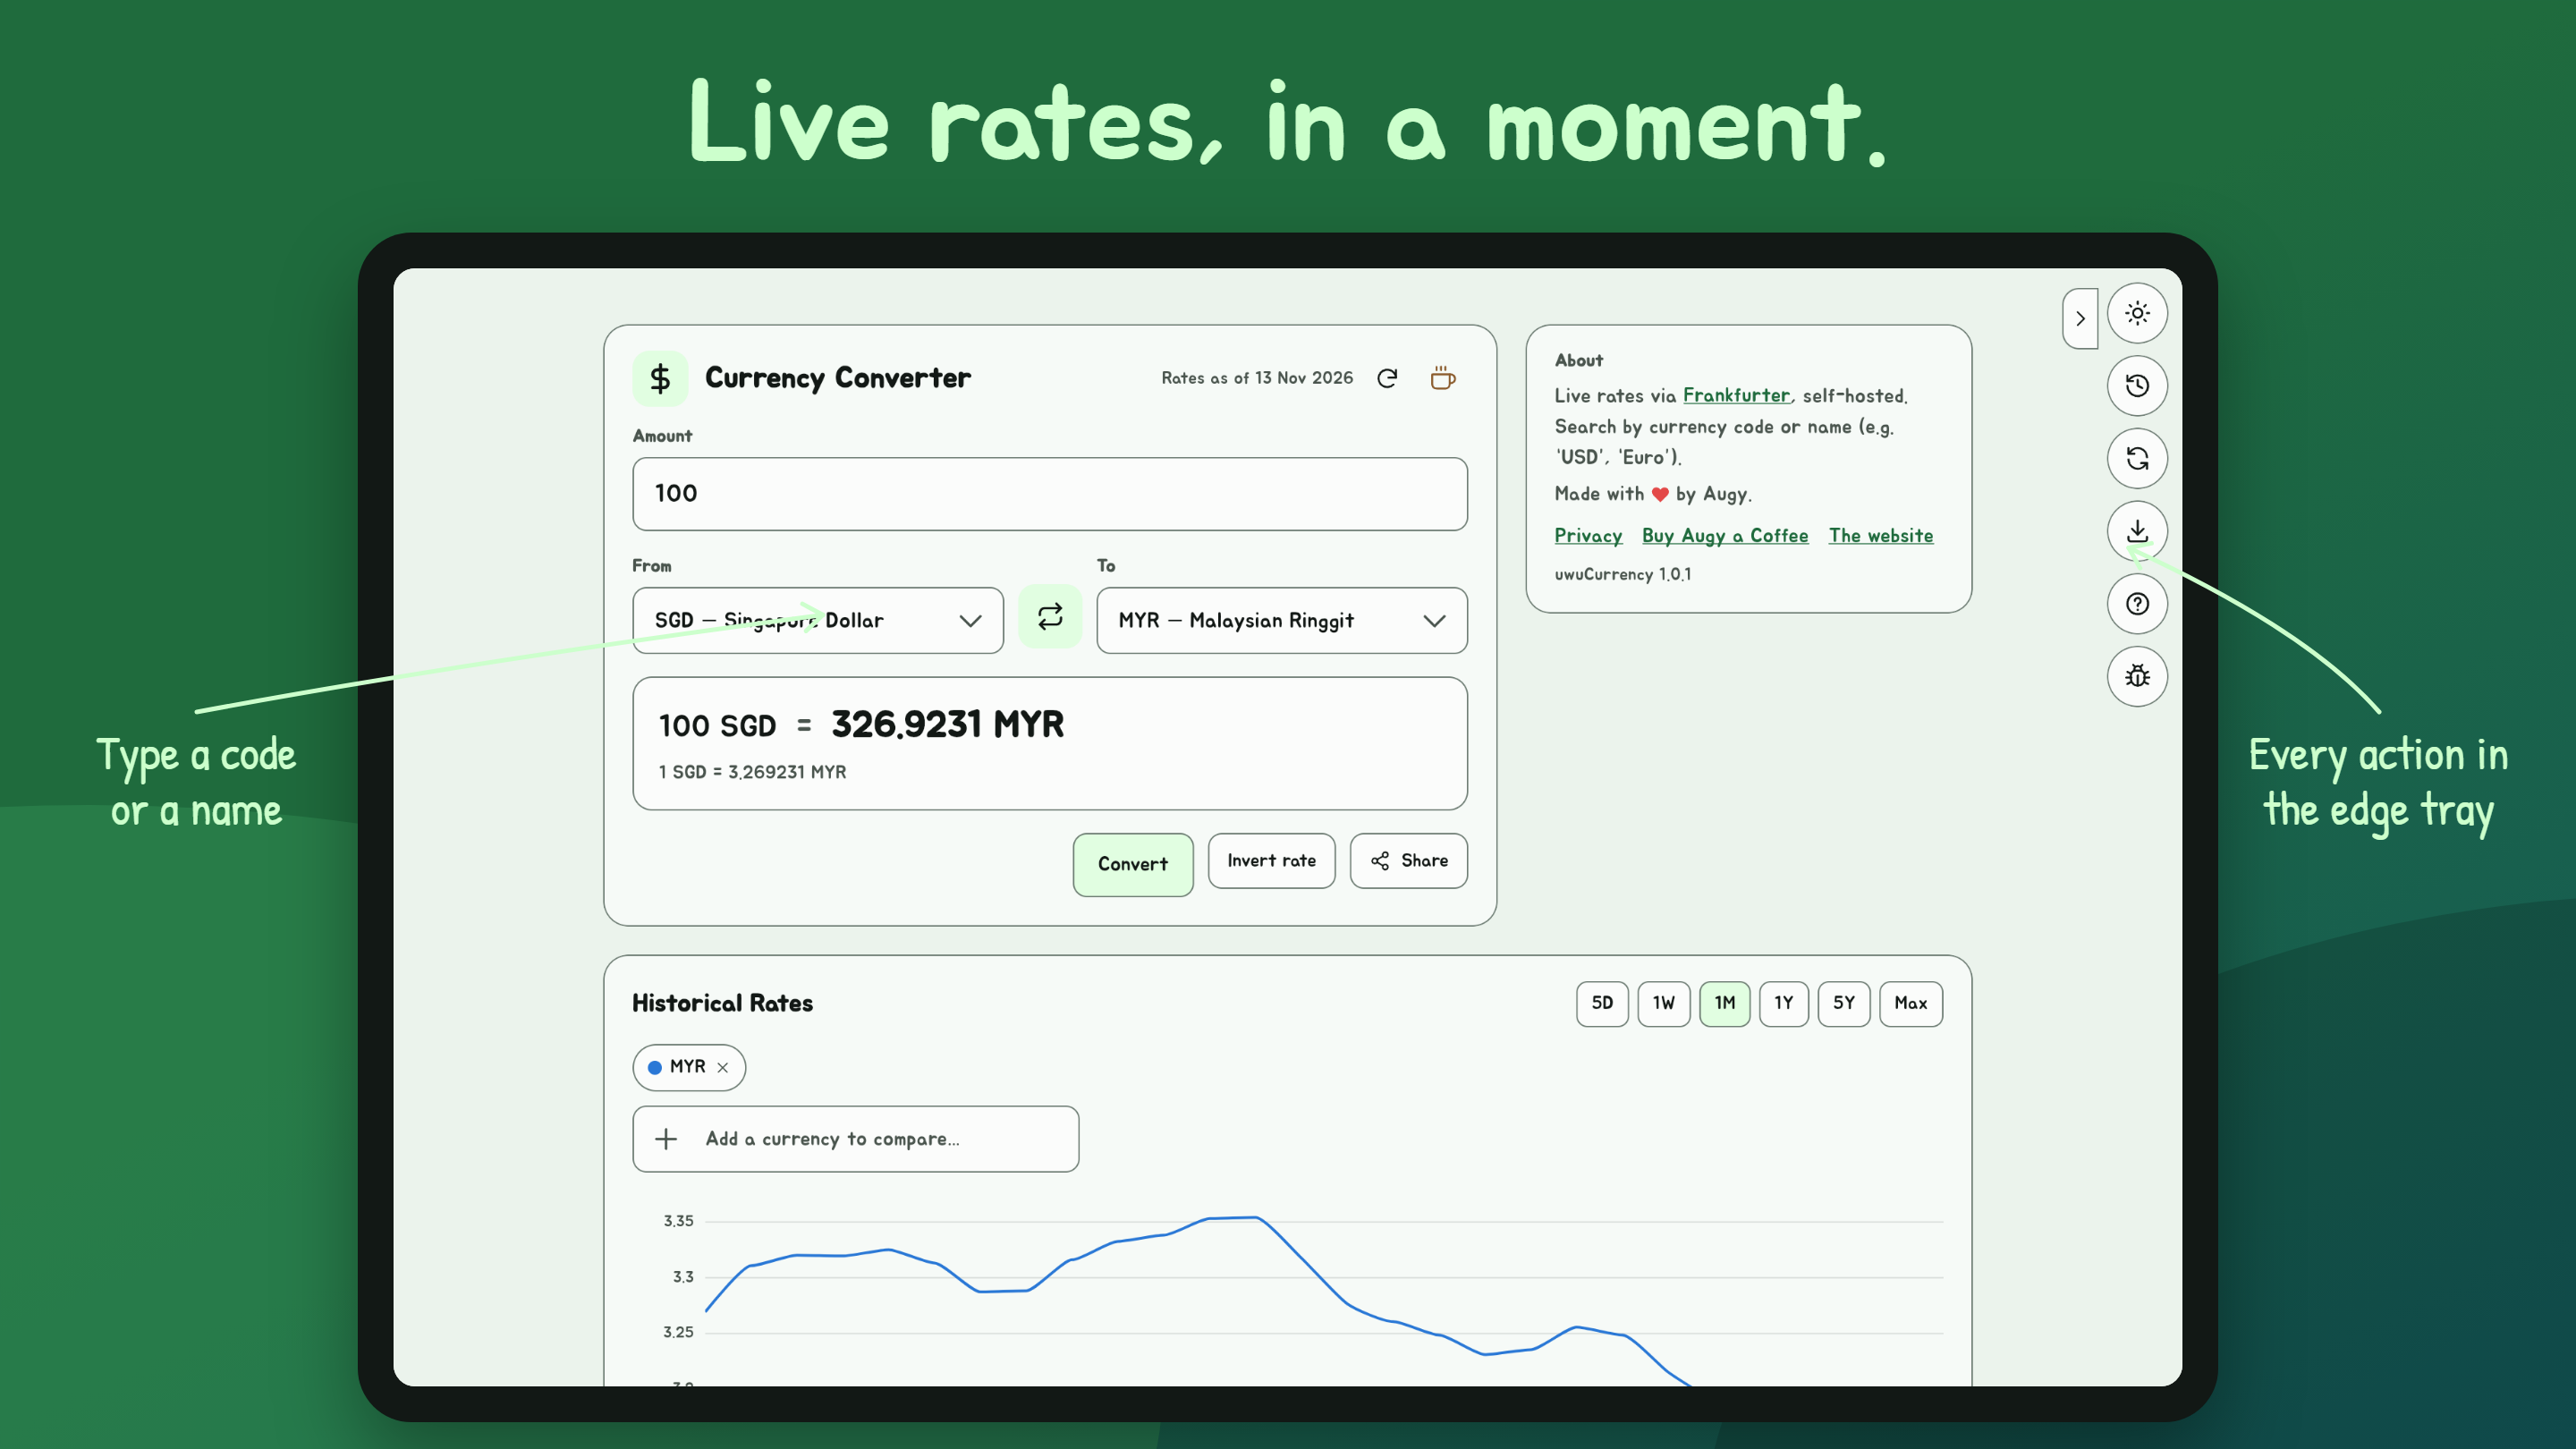 Live rates, in a moment.
Currency Converter
Rates as of 13 Nov 2026
Amount
100
From
To
SGD — Singapore Dollar
MYR — Malaysian Ringgit
100 SGD = 326.9231 MYR
1 SGD = 3.269231 MYR
Convert
Invert rate
Share
About
Live rates via Frankfurter, self-hosted.
Search by currency code or name (e.g.
'USD', 'Euro').
Made with ❤ by Augy.
Privacy Buy Augy a Coffee The website
uwuCurrency 1.0.1
Type a code
or a name
Every action in
the edge tray
Historical Rates
5D 1W 1M 1Y 5Y Max
MYR
Add a currency to compare...
3.35
3.3
3.25